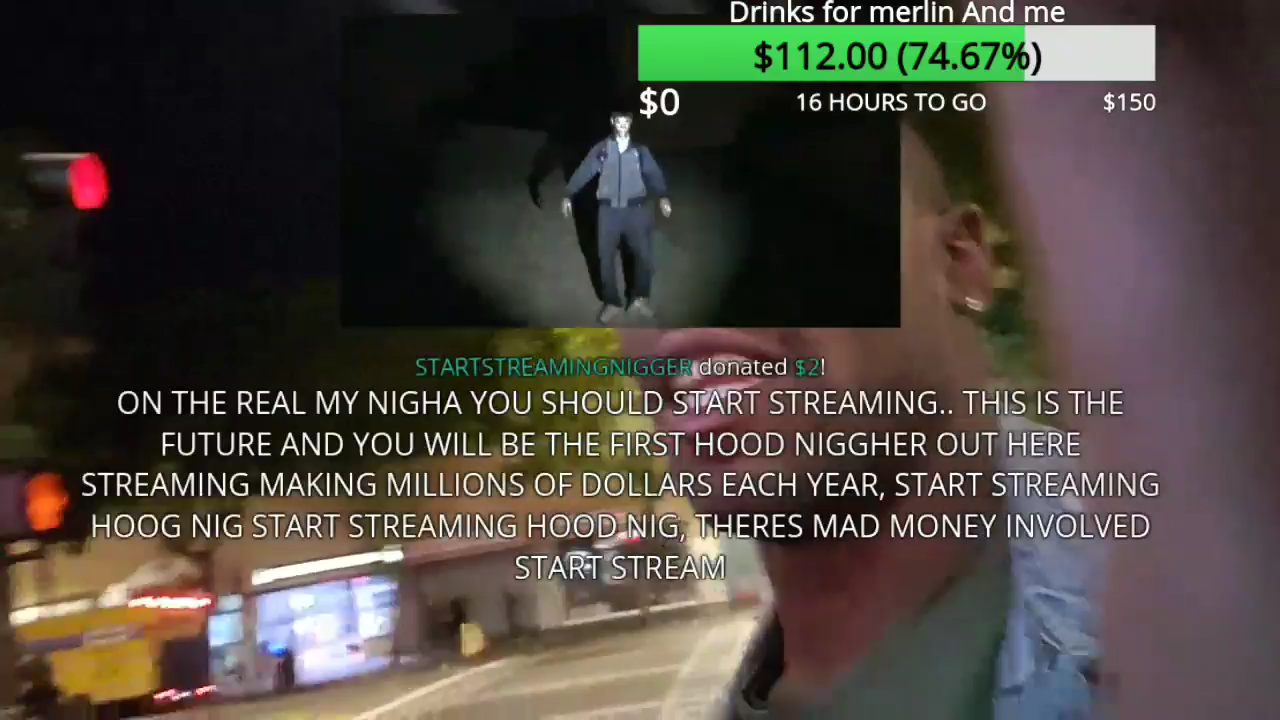 Drinks for merlin And me
$112.00 (74.67%)
$0 16 HOURS TO GO $150
STARTSTREAMINGNIGGER donated $2!
ON THE REAL MY NIGHA YOU SHOULD START STREAMING.. THIS IS THE
FUTURE AND YOU WILL BE THE FIRST HOOD NIGGHER OUT HERE
STREAMING MAKING MILLIONS OF DOLLARS EACH YEAR, START STREAMING
HOOG NIG START STREAMING HOOD NIG, THERES MAD MONEY INVOLVED
START STREAM